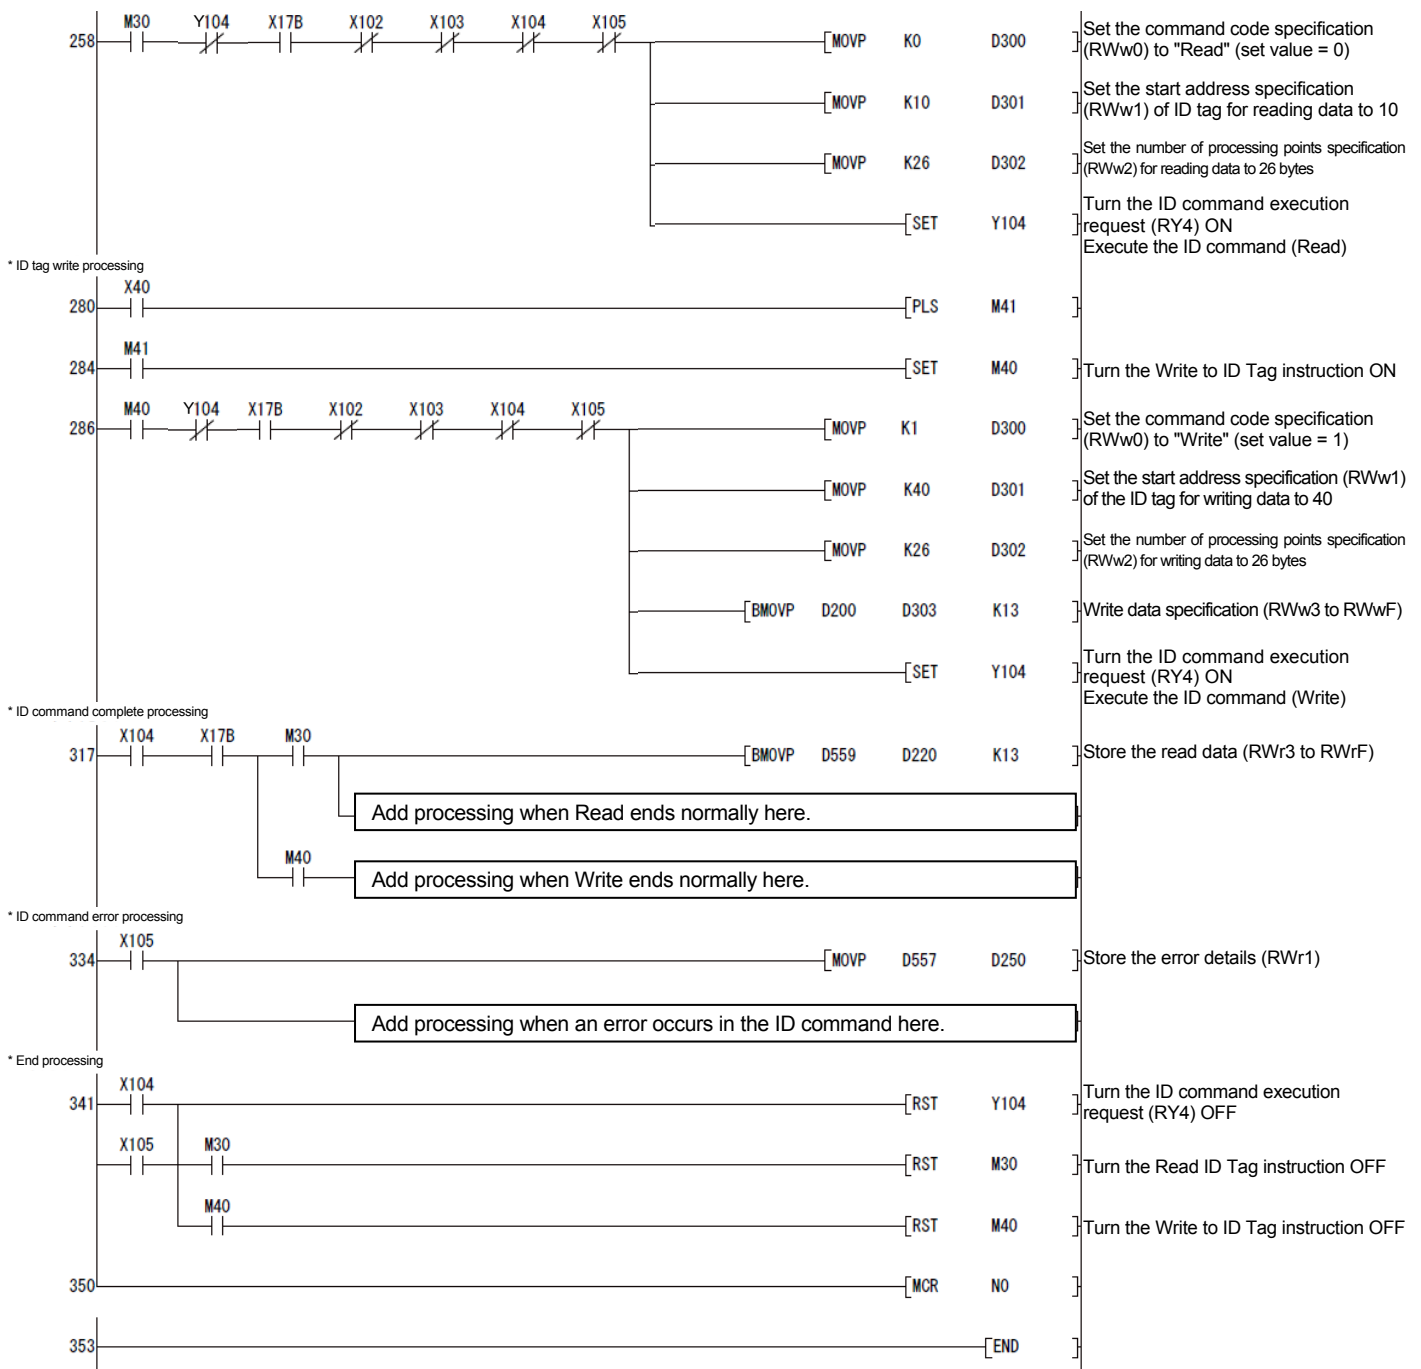 M30 Y104 X17B X102 X103 X104 X105
258 MOVP K0 D300 Set the command code specification
(RWw0) to "Read" (set value = 0)
MOVP K10 D301 Set the start address specification
(RWw1) of ID tag for reading data to 10
MOVP K26 D302 Set the number of processing points specification
(RWw2) for reading data to 26 bytes
SET Y104 Turn the ID command execution
request (RY4) ON
Execute the ID command (Read)
* ID tag write processing
X40
280 PLS M41
M41
284 SET M40 Turn the Write to ID Tag instruction ON
M40 Y104 X17B X102 X103 X104 X105
286 MOVP K1 D300 Set the command code specification
(RWw0) to "Write" (set value = 1)
MOVP K40 D301 Set the start address specification (RWw1)
of the ID tag for writing data to 40
MOVP K26 D302 Set the number of processing points specification
(RWw2) for writing data to 26 bytes
BMOVP D200 D303 K13 Write data specification (RWw3 to RWwF)
SET Y104 Turn the ID command execution
request (RY4) ON
Execute the ID command (Write)
* ID command complete processing
X104 X17B M30
317 BMOVP D559 D220 K13 Store the read data (RWr3 to RWrF)
Add processing when Read ends normally here.
M40
Add processing when Write ends normally here.
* ID command error processing
X105
334 MOVP D557 D250 Store the error details (RWr1)
Add processing when an error occurs in the ID command here.
* End processing
X104
341 RST Y104 Turn the ID command execution
request (RY4) OFF
X105 M30
RST M30 Turn the Read ID Tag instruction OFF
M40
RST M40 Turn the Write to ID Tag instruction OFF
350 MCR N0
353 END